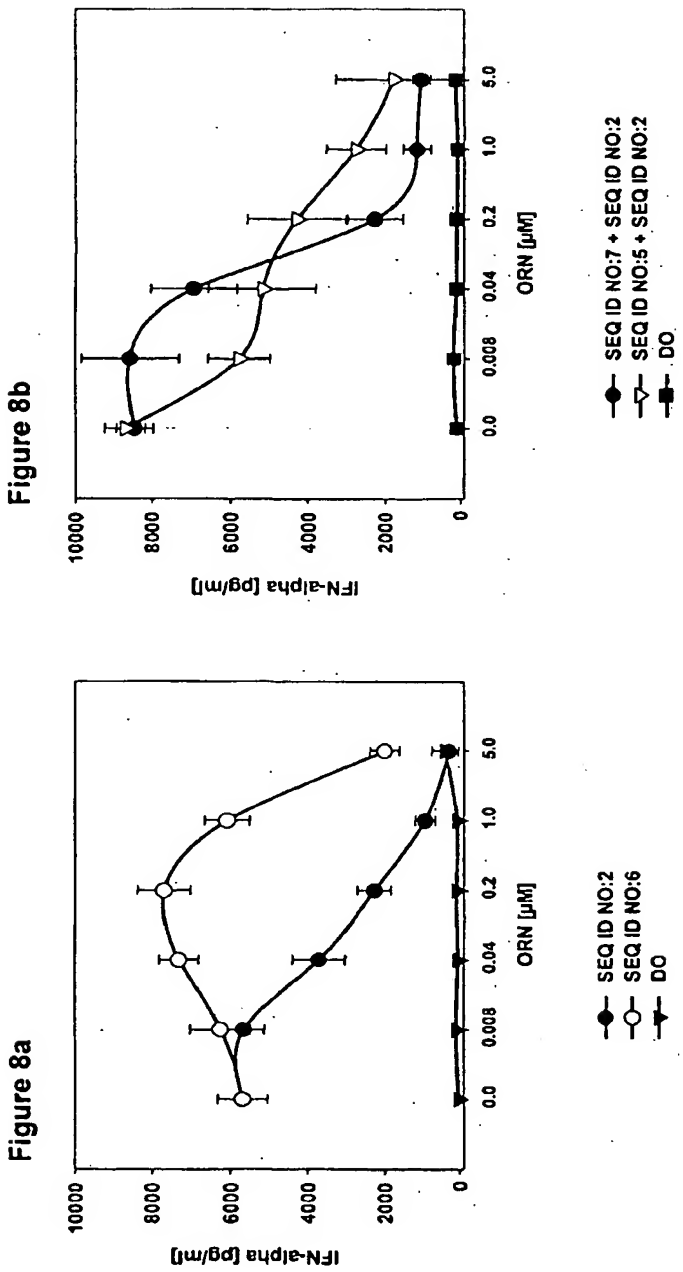 Figure 8a
IFN-alpha [pg/ml]
10000
8000
6000
4000
2000
0
0.0
0.008
0.04
0.2
1.0
5.0
ORN [µM]
SEQ ID NO:2
SEQ ID NO:6
DO
Figure 8b
IFN-alpha [pg/ml]
10000
8000
6000
4000
2000
0
0.0
0.008
0.04
0.2
1.0
5.0
ORN [µM]
SEQ ID NO:7 + SEQ ID NO:2
SEQ ID NO:5 + SEQ ID NO:2
DO